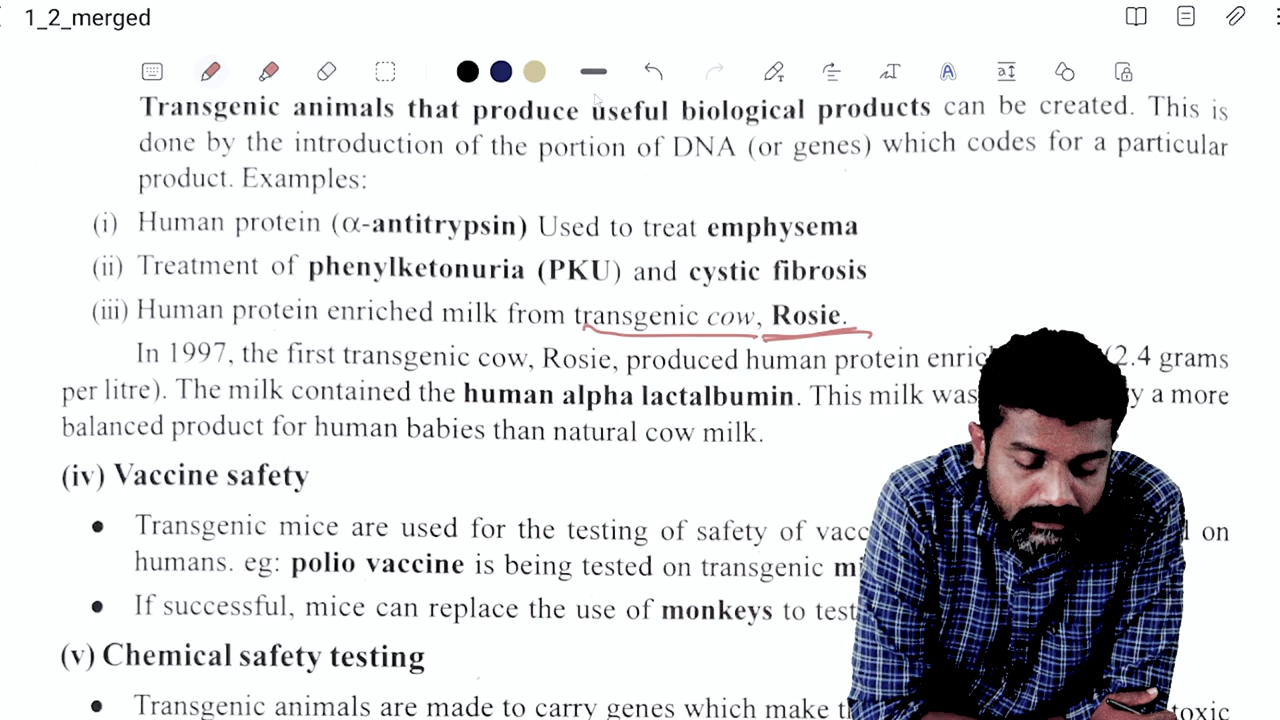 1_2_merged
Transgenic animals that produce useful biological products can be created. This is
done by the introduction of the portion of DNA (or genes) which codes for a particular
product. Examples:
(i) Human protein (α-antitrypsin) Used to treat emphysema
(ii) Treatment of phenylketonuria (PKU) and cystic fibrosis
(iii) Human protein enriched milk from transgenic cow, Rosie.
In 1997, the first transgenic cow, Rosie, produced human protein (2.4 grams
per litre). The milk contained the human alpha lactalbumin. This milk was a more
balanced product for human babies than natural cow milk.
(iv) Vaccine safety
• Transgenic mice are used for the testing of safety of on
humans. eg: polio vaccine is being tested on transgenic
• If successful, mice can replace the use of monkeys to test
(v) Chemical safety testing
• Transgenic animals are made to carry genes which make toxic